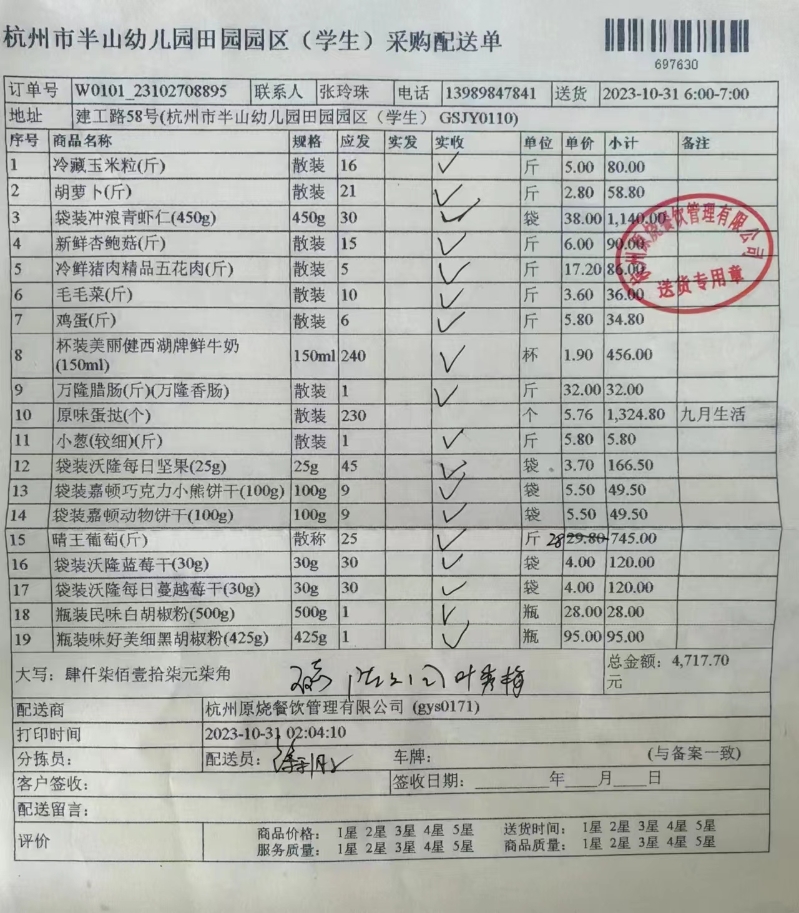 杭州市半山幼儿园田园园区（学生）采购配送单
697630
订单号 W0101_23102708895 联系人 张玲珠 电话 13989847841 送货 2023-10-31 6:00-7:00
地址 建工路58号(杭州市半山幼儿园田园园区（学生） GSJY0110)
序号 商品名称 规格 应发 实发 实收 单位 单价 小计 备注
1 冷藏玉米粒(斤) 散装 16 ✓ 斤 5.00 80.00
2 胡萝卜(斤) 散装 21 ✓ 斤 2.80 58.80
3 袋装冲浪青虾仁(450g) 450g 30 ✓ 袋 38.00 1,140.00
4 新鲜杏鲍菇(斤) 散装 15 ✓ 斤 6.00 90.00
5 冷鲜猪肉精品五花肉(斤) 散装 5 ✓ 斤 17.20 86.00
6 毛毛菜(斤) 散装 10 ✓ 斤 3.60 36.00
7 鸡蛋(斤) 散装 6 ✓ 斤 5.80 34.80
8 杯装美丽健西湖牌鲜牛奶 150ml 240 ✓ 杯 1.90 456.00
(150ml)
9 万隆腊肠(斤)(万隆香肠) 散装 1 ✓ 斤 32.00 32.00
10 原味蛋挞(个) 散装 230 个 5.76 1,324.80 九月生活
11 小葱(较细)(斤) 散装 1 ✓ 斤 5.80 5.80
12 袋装沃隆每日坚果(25g) 25g 45 ✓ 袋 3.70 166.50
13 袋装嘉顿巧克力小熊饼干(100g) 100g 9 ✓ 袋 5.50 49.50
14 袋装嘉顿动物饼干(100g) 100g 9 ✓ 袋 5.50 49.50
15 晴王葡萄(斤) 散称 25 ✓ 斤 28 29.80 745.00
16 袋装沃隆蓝莓干(30g) 30g 30 ✓ 袋 4.00 120.00
17 袋装沃隆每日蔓越莓干(30g) 30g 30 ✓ 袋 4.00 120.00
18 瓶装民味白胡椒粉(500g) 500g 1 ✓ 瓶 28.00 28.00
19 瓶装味好美细黑胡椒粉(425g) 425g 1 ✓ 瓶 95.00 95.00
杭州原烧餐饮管理有限公司
送货专用章
大写：肆仟柒佰壹拾柒元柒角 叶秀梅 总金额：4,717.70
元
配送商 杭州原烧餐饮管理有限公司 (gys0171)
打印时间 2023-10-31 02:04:10
分拣员： 配送员： 车牌： (与备案一致)
客户签收： 签收日期：______年___月___日
配送留言：
评价 商品价格： 1星 2星 3星 4星 5星 送货时间： 1星 2星 3星 4星 5星
服务质量： 1星 2星 3星 4星 5星 商品质量： 1星 2星 3星 4星 5星